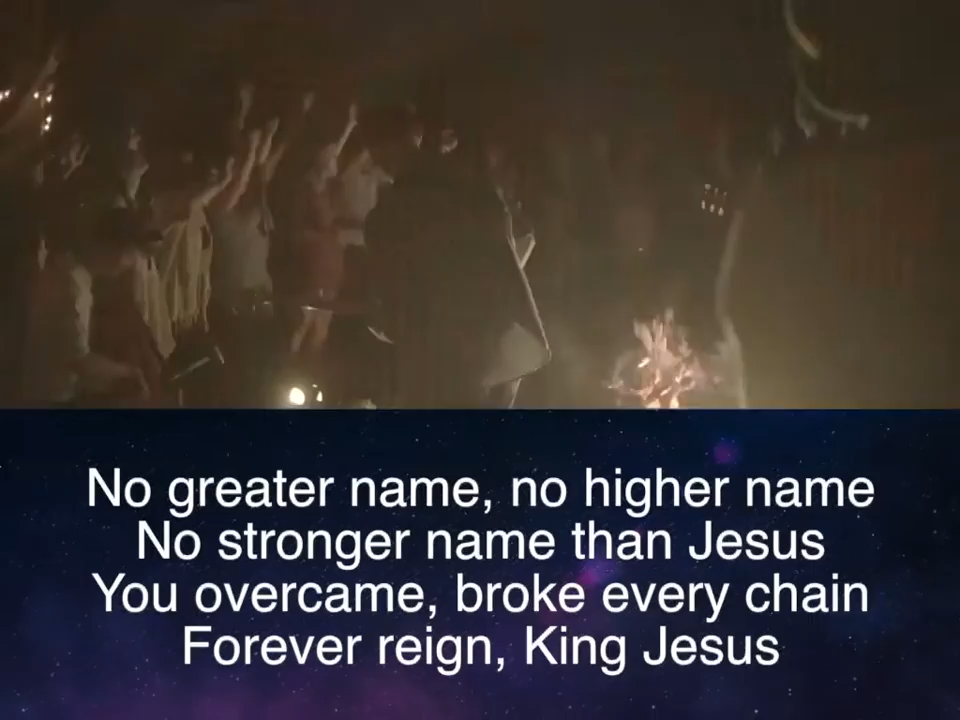 No greater name, no higher name
No stronger name than Jesus
You overcame, broke every chain
Forever reign, King Jesus